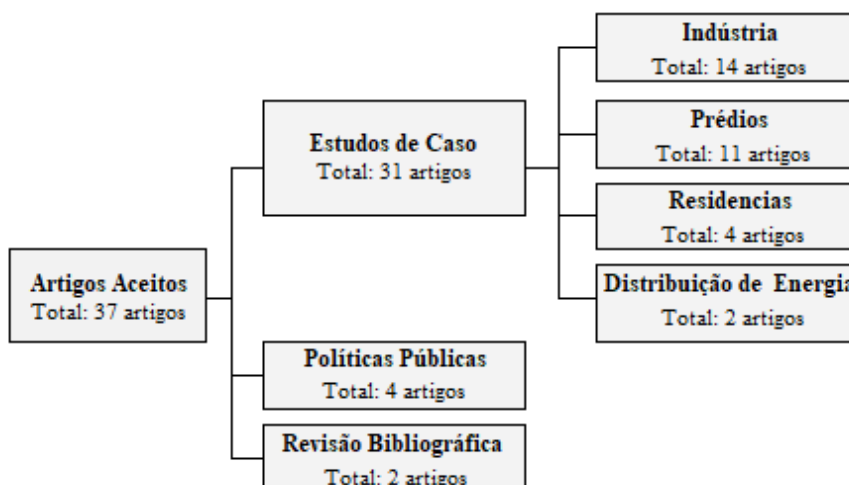 Indústria
Total: 14 artigos
Prédios
Total: 11 artigos
Estudos de Caso
Total: 31 artigos
Residencias
Total: 4 artigos
Artigos Aceitos
Total: 37 artigos
Distribuição de Energia
Total: 2 artigos
Políticas Públicas
Total: 4 artigos
Revisão Bibliográfica
Total: 2 artigos